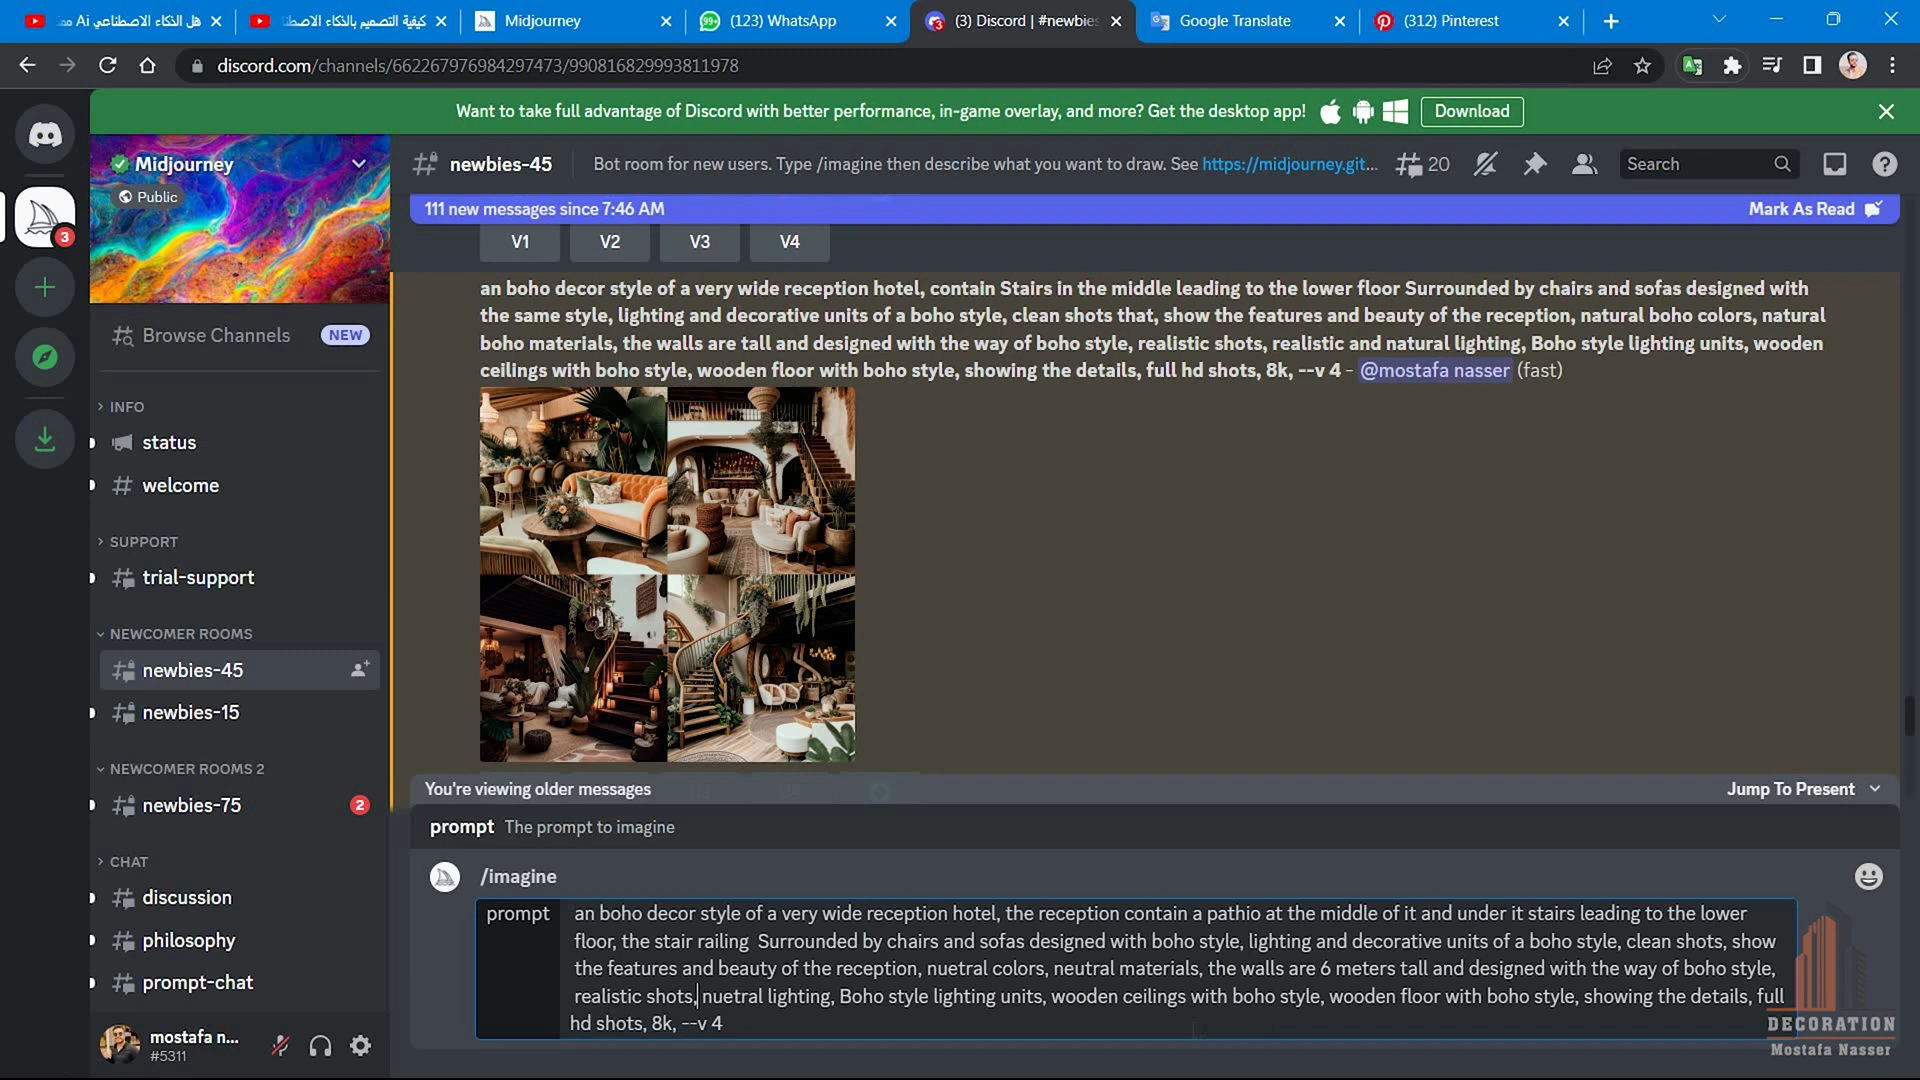 هل الذكاء الاصطناعي Ai مص
كيفية التصميم بالذكاء الاصطنا
Midjourney
99+ (123) WhatsApp
3 (3) Discord | #newbies
Google Translate
(312) Pinterest
discord.com/channels/662267976984297473/990816829993811978
Want to take full advantage of Discord with better performance, in-game overlay, and more? Get the desktop app!
Download
Midjourney
Public
# newbies-45
Bot room for new users. Type /imagine then describe what you want to draw. See https://midjourney.git...
20
Search
3
111 new messages since 7:46 AM
Mark As Read
V1 V2 V3 V4
an boho decor style of a very wide reception hotel, contain Stairs in the middle leading to the lower floor Surrounded by chairs and sofas designed with
the same style, lighting and decorative units of a boho style, clean shots that, show the features and beauty of the reception, natural boho colors, natural
boho materials, the walls are tall and designed with the way of boho style, realistic shots, realistic and natural lighting, Boho style lighting units, wooden
ceilings with boho style, wooden floor with boho style, showing the details, full hd shots, 8k, --v 4 - @mostafa nasser (fast)
Browse Channels NEW
INFO
status
# welcome
SUPPORT
trial-support
NEWCOMER ROOMS
newbies-45
newbies-15
NEWCOMER ROOMS 2
newbies-75 2
CHAT
discussion
philosophy
prompt-chat
mostafa n...
#5311
You're viewing older messages
Jump To Present
prompt The prompt to imagine
/imagine
prompt
an boho decor style of a very wide reception hotel, the reception contain a pathio at the middle of it and under it stairs leading to the lower
floor, the stair railing Surrounded by chairs and sofas designed with boho style, lighting and decorative units of a boho style, clean shots, show
the features and beauty of the reception, nuetral colors, neutral materials, the walls are 6 meters tall and designed with the way of boho style,
realistic shots, nuetral lighting, Boho style lighting units, wooden ceilings with boho style, wooden floor with boho style, showing the details, full
hd shots, 8k, --v 4
DECORATION
Mostafa Nasser